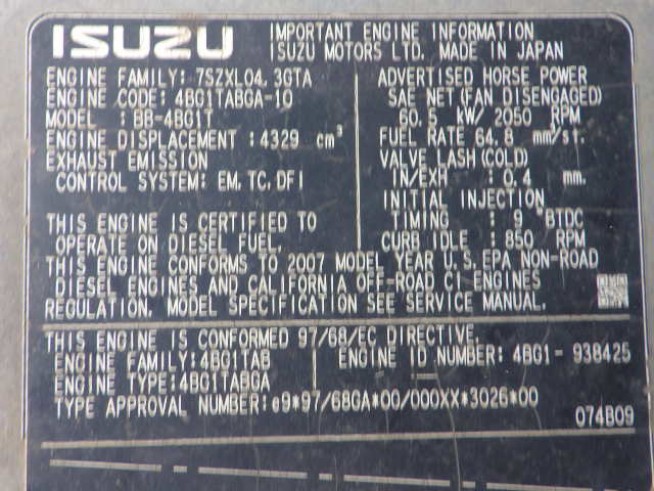 ISUZU
IMPORTANT ENGINE INFORMATION
ISUZU MOTORS LTD. MADE IN JAPAN
ENGINE FAMILY: 7SZXL04.3GTA
ENGINE CODE: 4BG1TABGA-10
MODEL : BB-4BG1T
ENGINE DISPLACEMENT : 4329 cm³
EXHAUST EMISSION
CONTROL SYSTEM: EM, TC, DFI
THIS ENGINE IS CERTIFIED TO
OPERATE ON DIESEL FUEL.
ADVERTISED HORSE POWER
SAE NET (FAN DISENGAGED)
60.5 kW/ 2050 RPM
FUEL RATE 64.8 mm³/st.
VALVE LASH (COLD)
IN/EXH : 0.4 mm.
INITIAL INJECTION
TIMING : 9 °BTDC
CURB IDLE : 850 RPM
THIS ENGINE CONFORMS TO 2007 MODEL YEAR U.S. EPA NON-ROAD
DIESEL ENGINES AND CALIFORNIA OFF-ROAD CI ENGINES
REGULATION. MODEL SPECIFICATION SEE SERVICE MANUAL.
THIS ENGINE IS CONFORMED 97/68/EC DIRECTIVE.
ENGINE FAMILY:4BG1TAB
ENGINE TYPE:4BG1TABGA
ENGINE ID NUMBER: 4BG1- 938425
TYPE APPROVAL NUMBER:e9*97/68GA*00/000XX*3026*00
074B09